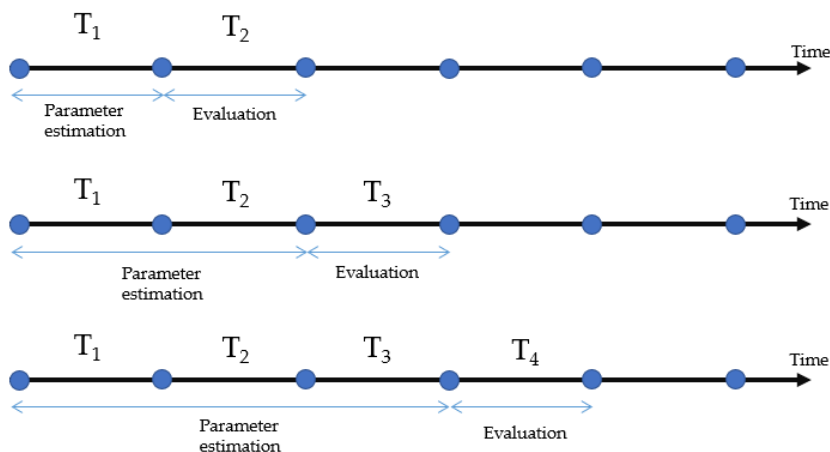 T₁ T₂
Time
Parameter
estimation
Evaluation
T₁ T₂ T₃
Time
Parameter
estimation
Evaluation
T₁ T₂ T₃ T₄
Time
Parameter
estimation
Evaluation